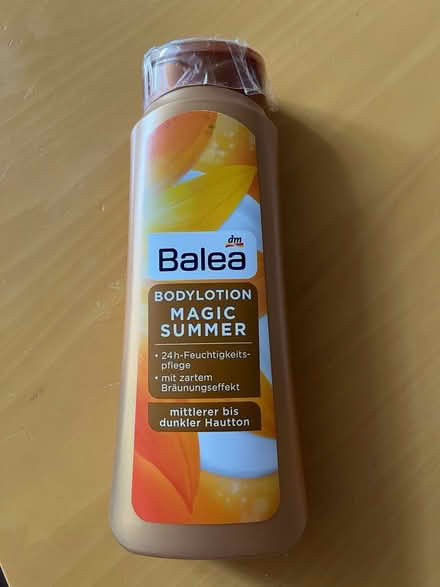 dm
Balea
BODYLOTION
MAGIC
SUMMER
• 24h-Feuchtigkeits-
pflege
• mit zartem
Bräunungseffekt
mittlerer bis
dunkler Hautton